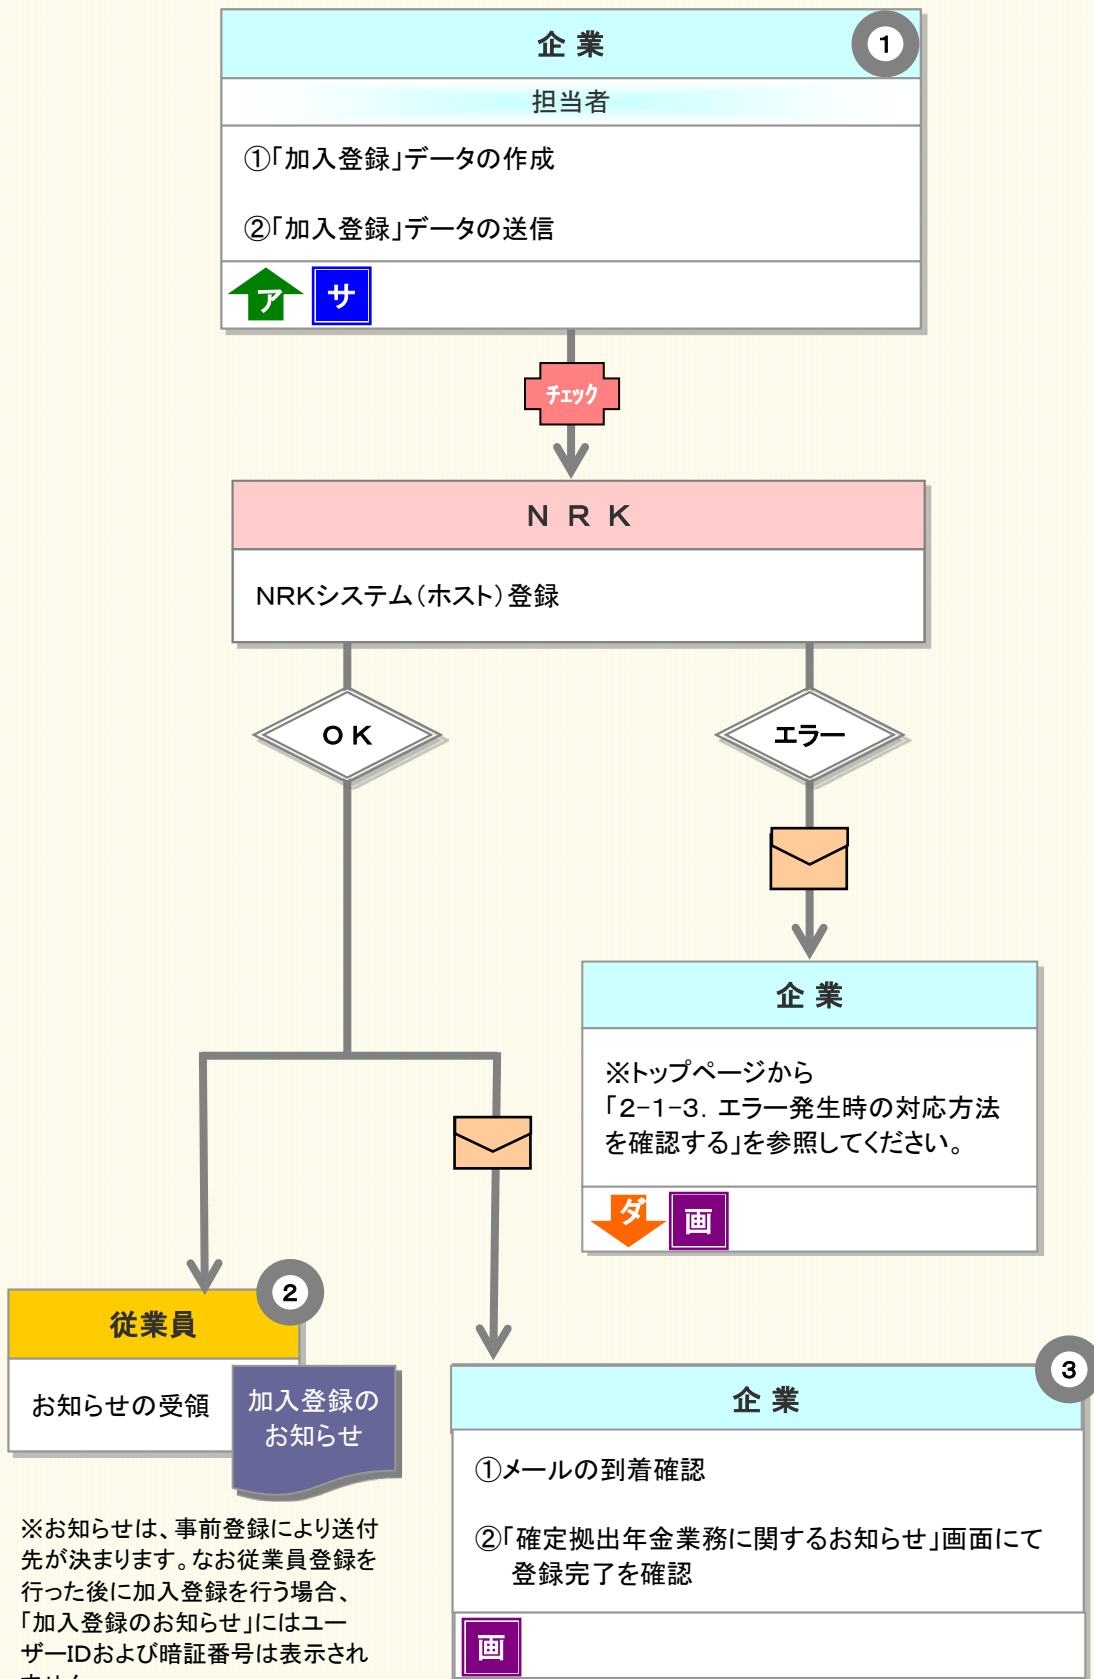 企 業
1
担当者
①「加入登録」データの作成
②「加入登録」データの送信
ア
サ
チェック
ＮＲＫ
ＮＲＫシステム（ホスト）登録
ＯＫ
エラー
企 業
※トップページから
「２-１-３．エラー発生時の対応方法
を確認する」を参照してください。
ダ
画
2
従業員
お知らせの受領
加入登録の
お知らせ
※お知らせは、事前登録により送付
先が決まります。なお従業員登録を
行った後に加入登録を行う場合、
「加入登録のお知らせ」にはユー
ザーIDおよび暗証番号は表示され
3
企 業
①メールの到着確認
②「確定拠出年金業務に関するお知らせ」画面にて
登録完了を確認
画